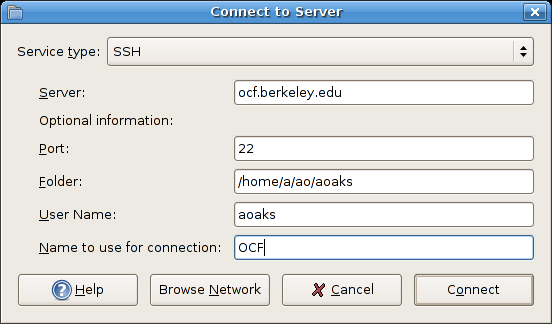 Connect to Server
Service type: SSH
Server: ocf.berkeley.edu
Optional information:
Port: 22
Folder: /home/a/ao/aoaks
User Name: aoaks
Name to use for connection: OCF
Help Browse Network Cancel Connect